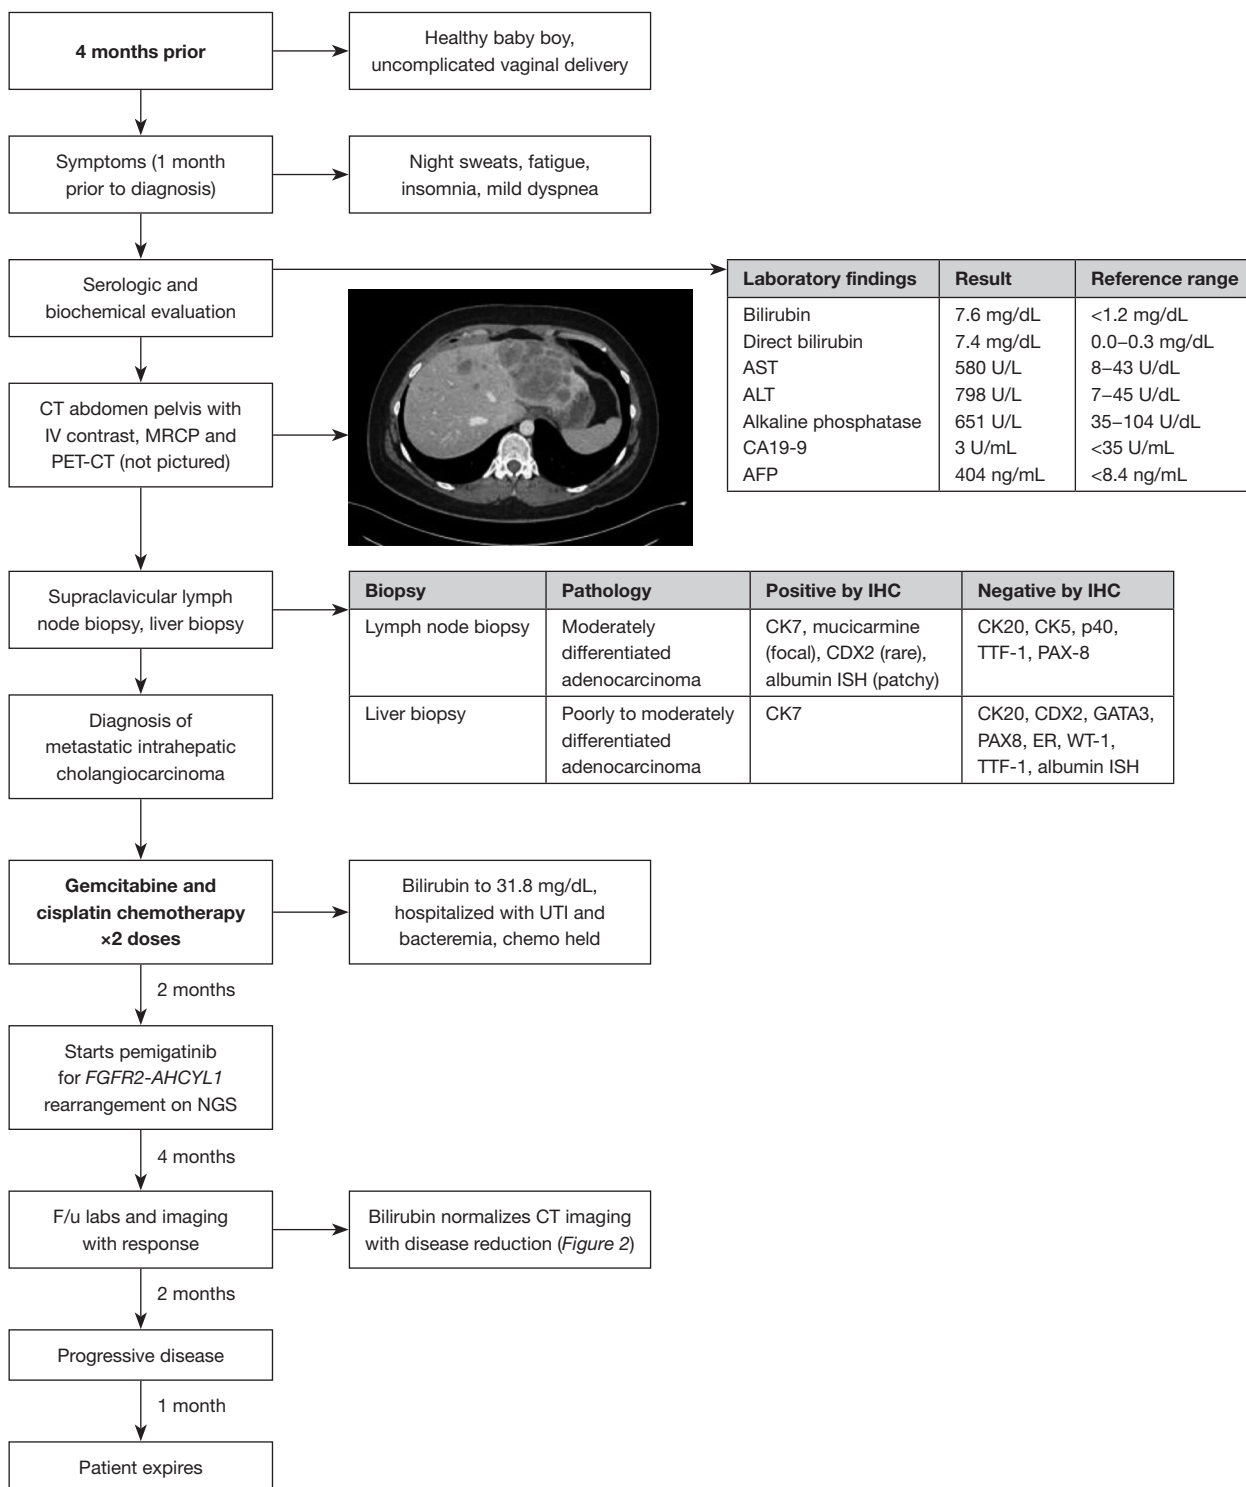 4 months prior
Healthy baby boy,
uncomplicated vaginal delivery
Symptoms (1 month
prior to diagnosis)
Night sweats, fatigue,
insomnia, mild dyspnea
Serologic and
biochemical evaluation
Laboratory findings Result Reference range
Bilirubin 7.6 mg/dL <1.2 mg/dL
Direct bilirubin 7.4 mg/dL 0.0–0.3 mg/dL
AST 580 U/L 8–43 U/dL
ALT 798 U/L 7–45 U/dL
Alkaline phosphatase 651 U/L 35–104 U/dL
CA19-9 3 U/mL <35 U/mL
AFP 404 ng/mL <8.4 ng/mL
CT abdomen pelvis with
IV contrast, MRCP and
PET-CT (not pictured)
Supraclavicular lymph
node biopsy, liver biopsy
Biopsy Pathology Positive by IHC Negative by IHC
Lymph node biopsy Moderately CK7, mucicarmine CK20, CK5, p40,
differentiated (focal), CDX2 (rare), TTF-1, PAX-8
adenocarcinoma albumin ISH (patchy)
Liver biopsy Poorly to moderately CK7 CK20, CDX2, GATA3,
differentiated PAX8, ER, WT-1,
adenocarcinoma TTF-1, albumin ISH
Diagnosis of
metastatic intrahepatic
cholangiocarcinoma
Gemcitabine and
cisplatin chemotherapy
×2 doses
Bilirubin to 31.8 mg/dL,
hospitalized with UTI and
bacteremia, chemo held
2 months
Starts pemigatinib
for FGFR2-AHCYL1
rearrangement on NGS
4 months
F/u labs and imaging
with response
Bilirubin normalizes CT imaging
with disease reduction (Figure 2)
2 months
Progressive disease
1 month
Patient expires